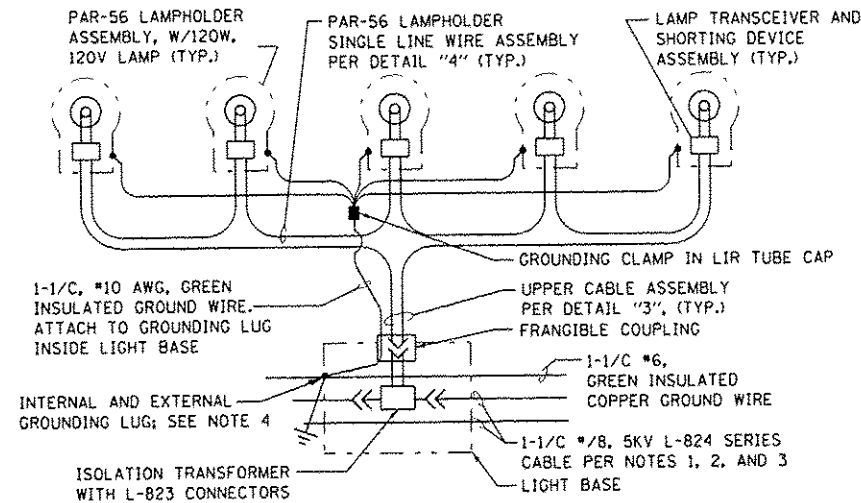 PAR-56 LAMPHOLDER
ASSEMBLY, W/120W,
120V LAMP (TYP.)
PAR-56 LAMPHOLDER
SINGLE LINE WIRE ASSEMBLY
PER DETAIL "4" (TYP.)
LAMP TRANSCEIVER AND
SHORTING DEVICE
ASSEMBLY (TYP.)
GROUNDING CLAMP IN LIR TUBE CAP
1-1/C, #10 AWG, GREEN
INSULATED GROUND WIRE.
ATTACH TO GROUNDING LUG
INSIDE LIGHT BASE
UPPER CABLE ASSEMBLY
PER DETAIL "3", (TYP.)
FRANGIBLE COUPLING
1-1/C #6,
GREEN INSULATED
COPPER GROUND WIRE
INTERNAL AND EXTERNAL
GROUNDING LUG; SEE NOTE 4
1-1/C #/8, 5KV L-824 SERIES
CABLE PER NOTES 1, 2, AND 3
ISOLATION TRANSFORMER
WITH L-823 CONNECTORS
LIGHT BASE